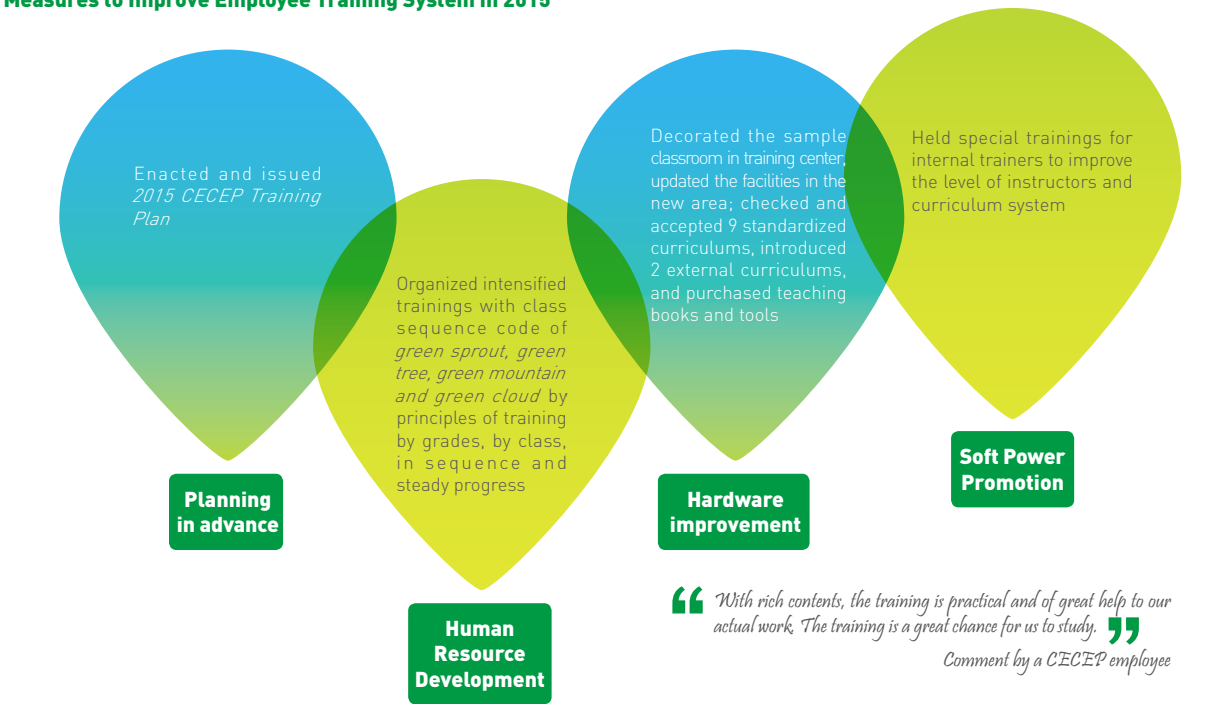 Measures to Improve Employee Training System in 2015
Enacted and issued
2015 CECEP Training
Plan
Planning
in advance
Organized intensified
trainings with class
sequence code of
green sprout, green
tree, green mountain
and green cloud by
principles of training
by grades, by class,
in sequence and
steady progress
Human
Resource
Development
Decorated the sample
classroom in training center,
updated the facilities in the
new area; checked and
accepted 9 standardized
curriculums, introduced
2 external curriculums,
and purchased teaching
books and tools
Hardware
improvement
Held special trainings for
internal trainers to improve
the level of instructors and
curriculum system
Soft Power
Promotion
“ With rich contents, the training is practical and of great help to our
actual work. The training is a great chance for us to study. ”
Comment by a CECEP employee